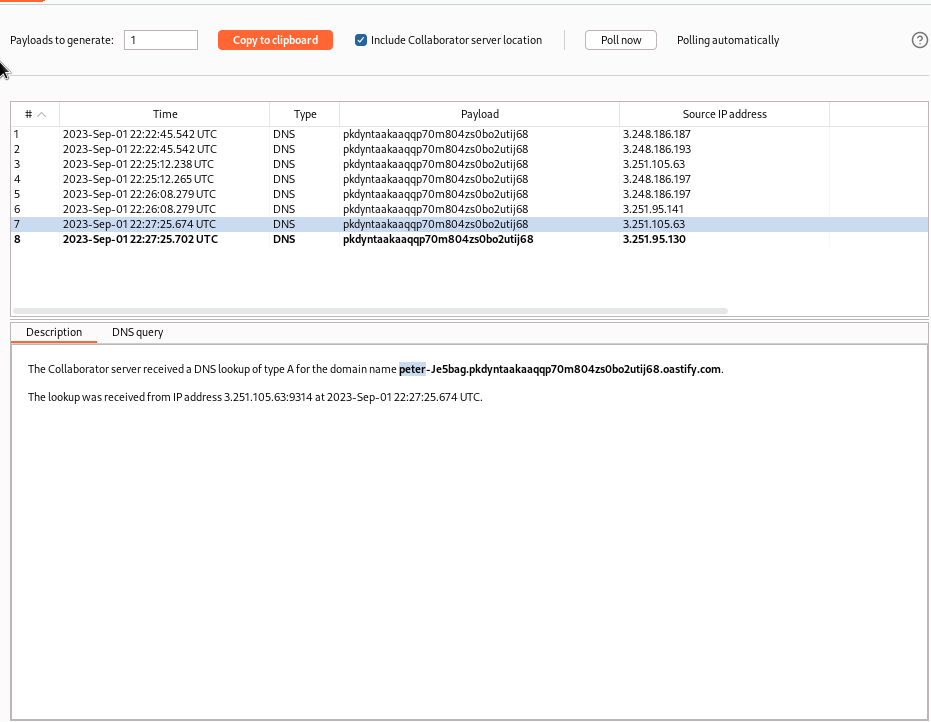 Payloads to generate: 1 Copy to clipboard Include Collaborator server location Poll now Polling automatically ?
# Time Type Payload Source IP address
1 2023-Sep-01 22:22:45.542 UTC DNS pkdyntaakaaqqp70m804zs0bo2utij68 3.248.186.187
2 2023-Sep-01 22:22:45.542 UTC DNS pkdyntaakaaqqp70m804zs0bo2utij68 3.248.186.193
3 2023-Sep-01 22:25:12.238 UTC DNS pkdyntaakaaqqp70m804zs0bo2utij68 3.251.105.63
4 2023-Sep-01 22:25:12.265 UTC DNS pkdyntaakaaqqp70m804zs0bo2utij68 3.248.186.197
5 2023-Sep-01 22:26:08.279 UTC DNS pkdyntaakaaqqp70m804zs0bo2utij68 3.248.186.197
6 2023-Sep-01 22:26:08.279 UTC DNS pkdyntaakaaqqp70m804zs0bo2utij68 3.251.95.141
7 2023-Sep-01 22:27:25.674 UTC DNS pkdyntaakaaqqp70m804zs0bo2utij68 3.251.105.63
8 2023-Sep-01 22:27:25.702 UTC DNS pkdyntaakaaqqp70m804zs0bo2utij68 3.251.95.130
Description DNS query
The Collaborator server received a DNS lookup of type A for the domain name peter-Je5bag.pkdyntaakaaqqp70m804zs0bo2utij68.oastify.com.
The lookup was received from IP address 3.251.105.63:9314 at 2023-Sep-01 22:27:25.674 UTC.